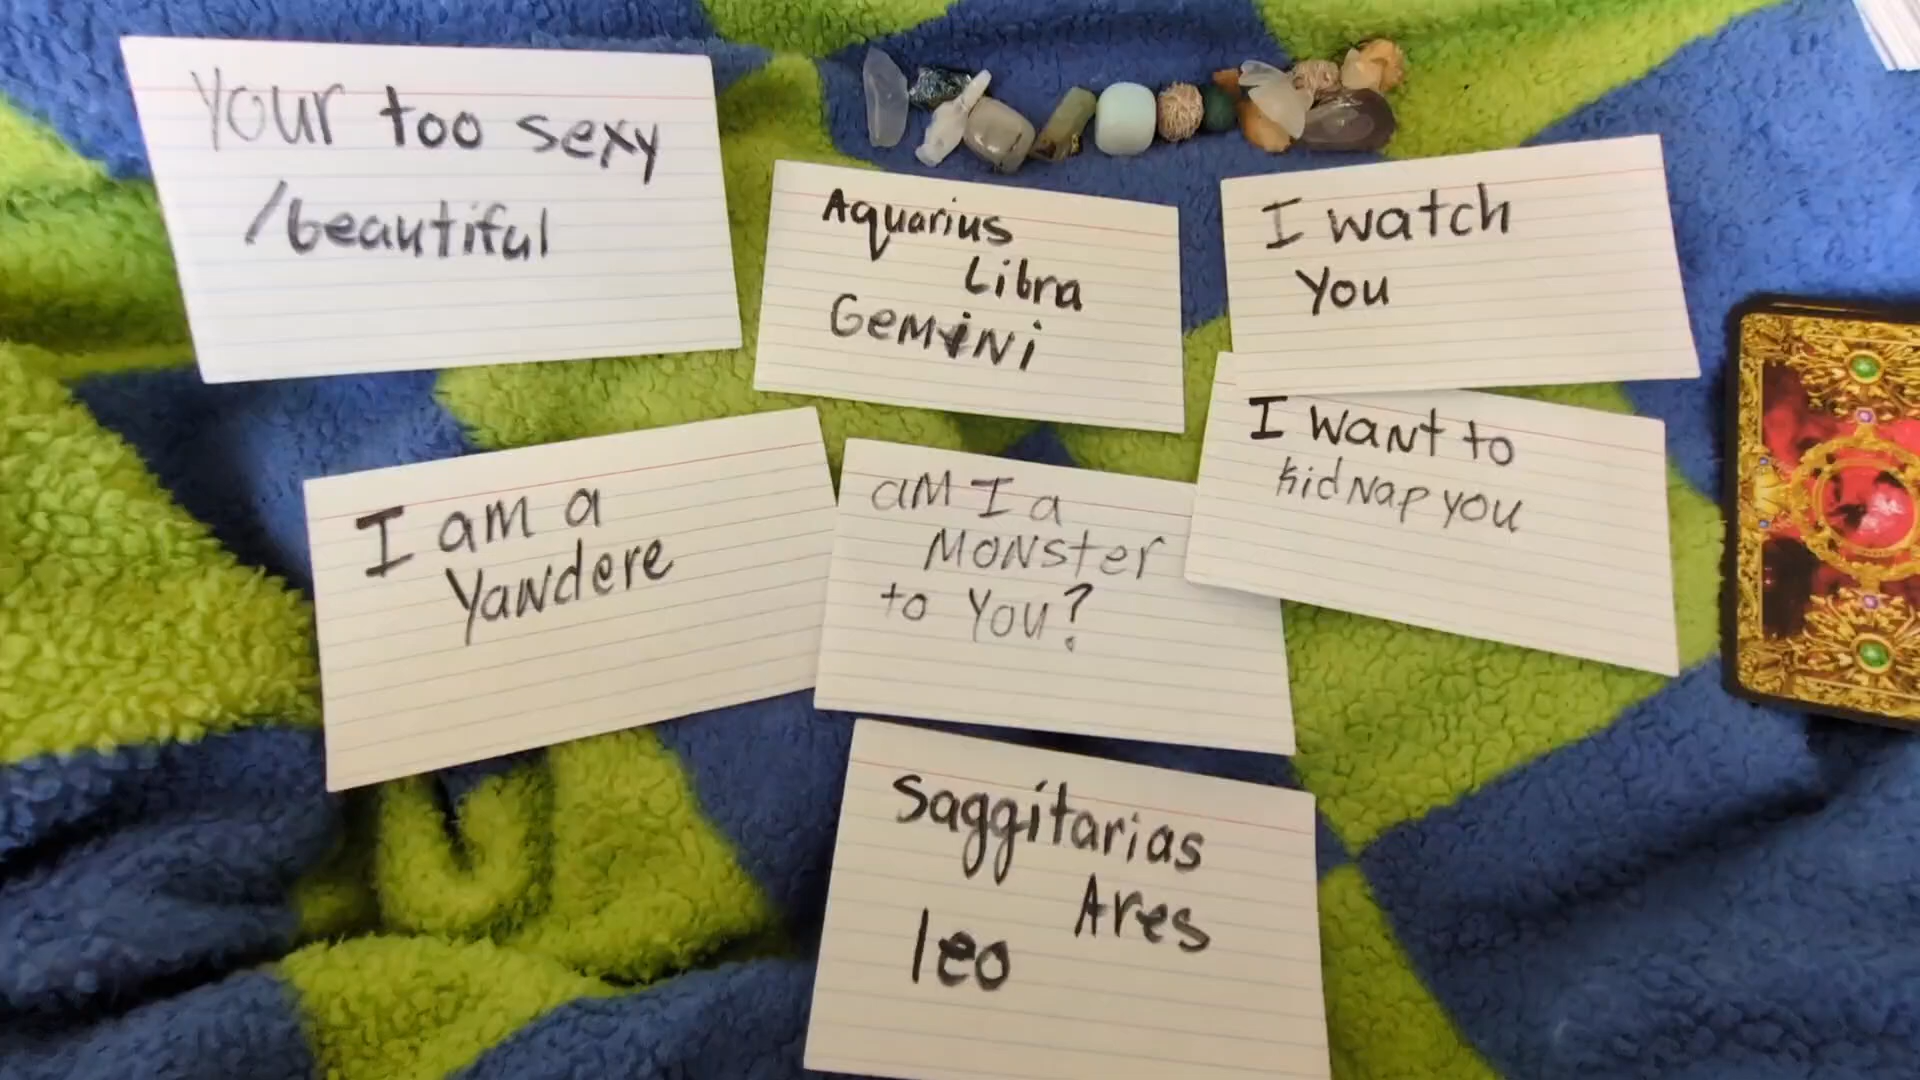 Your too sexy
/beautiful
Aquarius
Libra
Gemini
I watch
you
I want to
kidnap you
I am a
Yandere
am I a
Monster
to you?
Saggitarias
Ares
leo